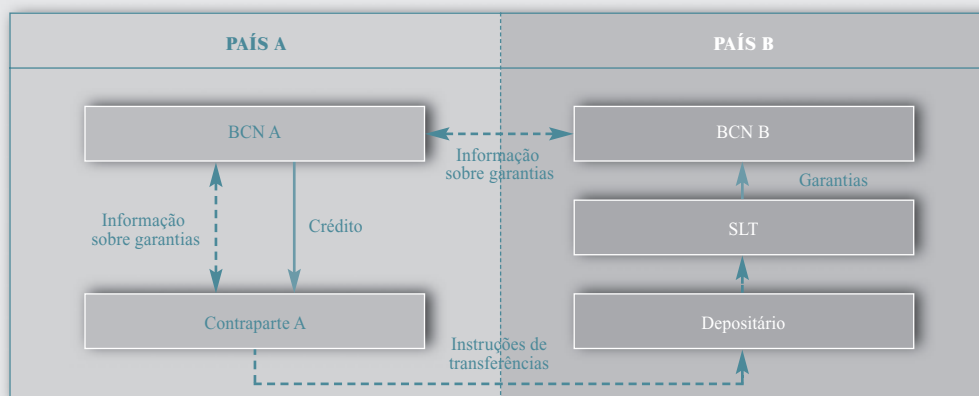 PAÍS A
PAÍS B
BCN A
BCN B
Informação
sobre garantias
Garantias
Informação
sobre garantias
Crédito
SLT
Contraparte A
Depositário
Instruções de
transferências